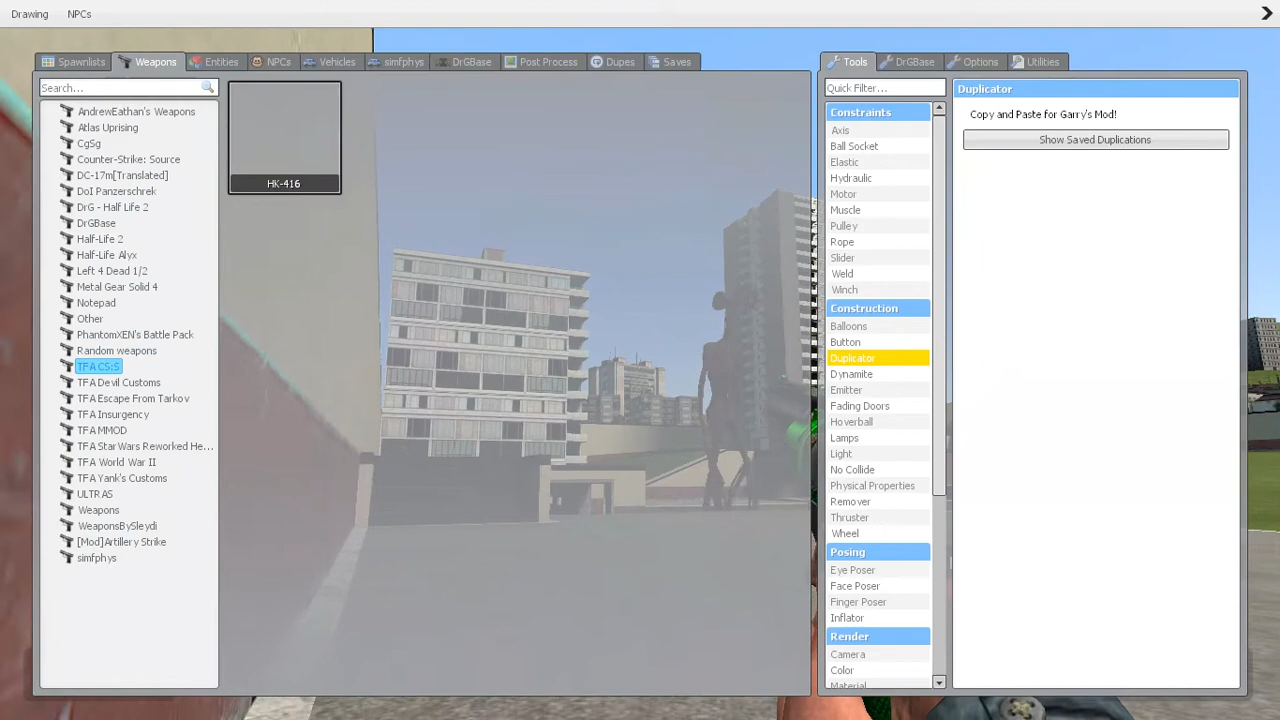 Drawing
NPCs
Spawnlists
Weapons
Entities
NPCs
Vehicles
simfphys
DrGBase
Post Process
Dupes
Saves
Search...
AndrewEathan's Weapons
Atlas Uprising
CgSg
Counter-Strike: Source
DC-17m[Translated]
DoI Panzerschrek
DrG - Half Life 2
DrGBase
Half-Life 2
Half-Life Alyx
Left 4 Dead 1/2
Metal Gear Solid 4
Notepad
Other
PhantomXEN's Battle Pack
Random weapons
TFA CS:S
TFA Devil Customs
TFA Escape From Tarkov
TFA Insurgency
TFA MMOD
TFA Star Wars Reworked He...
TFA World War II
TFA Yank's Customs
ULTRAS
Weapons
WeaponsBySleydi
[Mod]Artillery Strike
simfphys
HK-416
Tools
DrGBase
Options
Utilities
Quick Filter...
Constraints
Axis
Ball Socket
Elastic
Hydraulic
Motor
Muscle
Pulley
Rope
Slider
Weld
Winch
Construction
Balloons
Button
Duplicator
Dynamite
Emitter
Fading Doors
Hoverball
Lamps
Light
No Collide
Physical Properties
Remover
Thruster
Wheel
Posing
Eye Poser
Face Poser
Finger Poser
Inflator
Render
Camera
Color
Material
Duplicator
Copy and Paste for Garry's Mod!
Show Saved Duplications